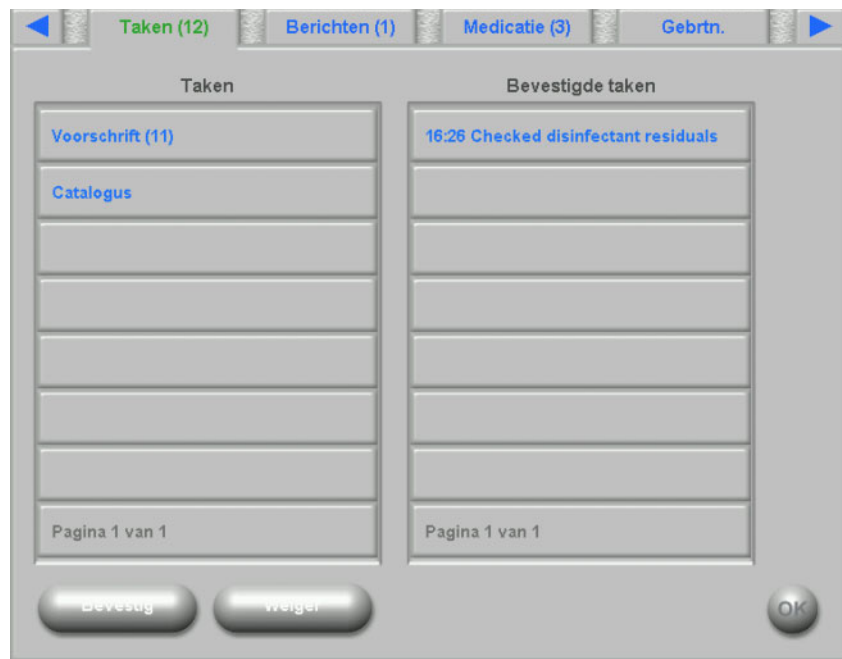 Taken (12) Berichten (1) Medicatie (3) Gebrtn.
Taken
Bevestigde taken
Voorschrift (11)
16:26 Checked disinfectant residuals
Catalogus
Pagina 1 van 1
Pagina 1 van 1
Bevestig
Weiger
OK